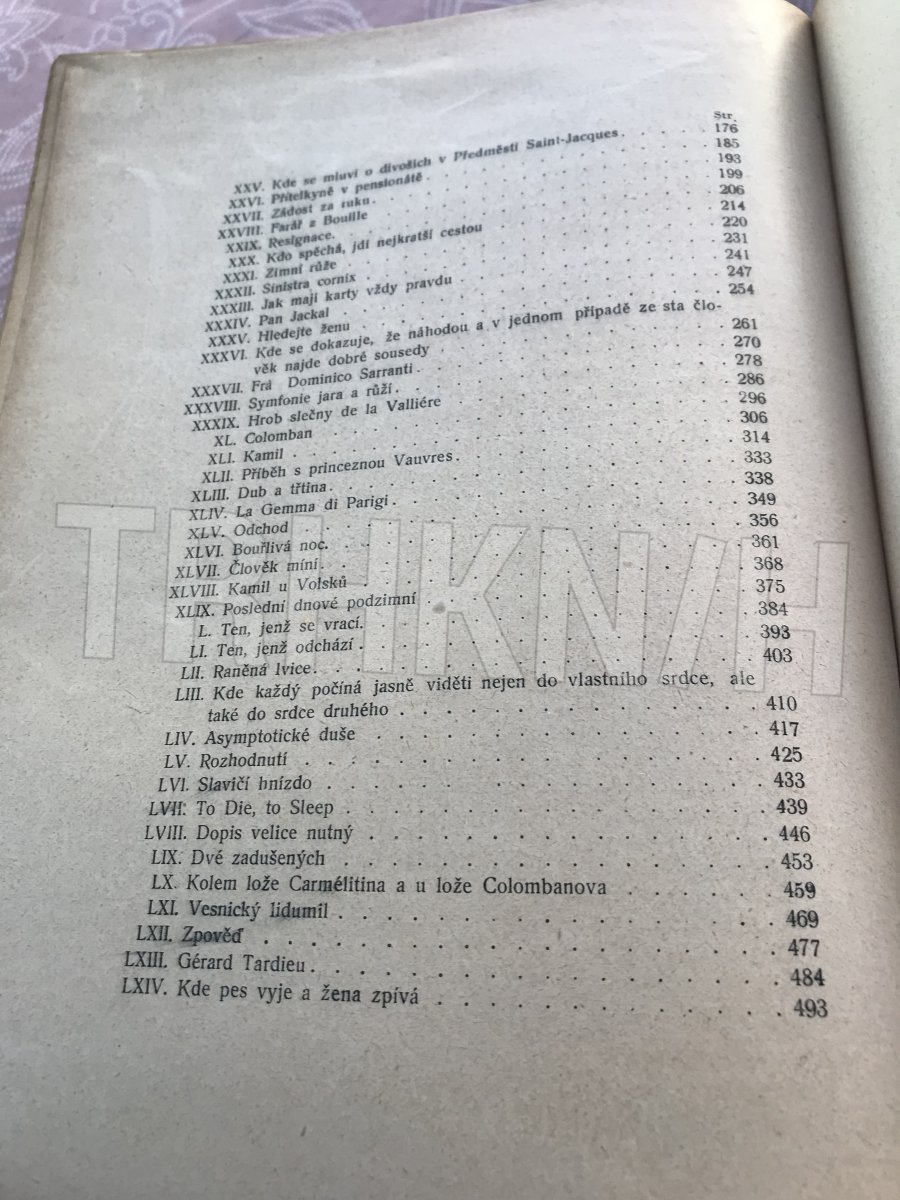 Str.
XXV. Kde se mluví o divoších v Předměstí Saint-Jacques. 176
XXVI. Přítelkyně v pensionátě. 185
XXVII. Žádost za ruku. 193
XXVIII. Farář z Bouille 199
XXIX. Resignace. 206
XXX. Kdo spěchá, jdi nejkratší cestou 214
XXXI. Zimní růže 220
XXXII. Sinistra cornix 231
XXXIII. Jak mají karty vždy pravdu 241
XXXIV. Pan Jackal 247
XXXV. Hledejte ženu 254
XXXVI. Kde se dokazuje, že náhodou a v jednom případě ze sta člo-
věk najde dobré sousedy 261
XXXVII. Frá Dominico Sarranti. 270
XXXVIII. Symfonie jara a růží. 278
XXXIX. Hrob slečny de la Valliére 286
XL. Colomban 296
XLI. Kamil 306
XLII. Příběh s princeznou Vauvres. 314
XLIII. Dub a třtina. 333
XLIV. La Gemma di Parigi. 338
XLV. Odchod 349
XLVI. Bouřlivá noc. 356
XLVII. Člověk míní. 361
XLVIII. Kamil u Volsků 368
XLIX. Poslední dnové podzimní 375
L. Ten, jenž se vrací. 384
LI. Ten, jenž odchází 393
LII. Raněná lvice. 403
LIII. Kde každý počíná jasně viděti nejen do vlastního srdce, ale
také do srdce druhého 410
LIV. Asymptotické duše 417
LV. Rozhodnutí 425
LVI. Slavičí hnízdo 433
LVII. To Die, to Sleep 439
LVIII. Dopis velice nutný 446
LIX. Dvé zadušených 453
LX. Kolem lože Carmélitina a u lože Colombanova 459
LXI. Vesnický lidumil 469
LXII. Zpověď 477
LXIII. Gérard Tardieu. 484
LXIV. Kde pes vyje a žena zpívá 493
TRHKNIH